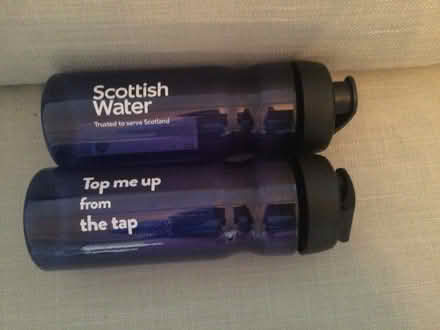 Scottish
Water
Trusted to serve Scotland
Top me up
from
the tap